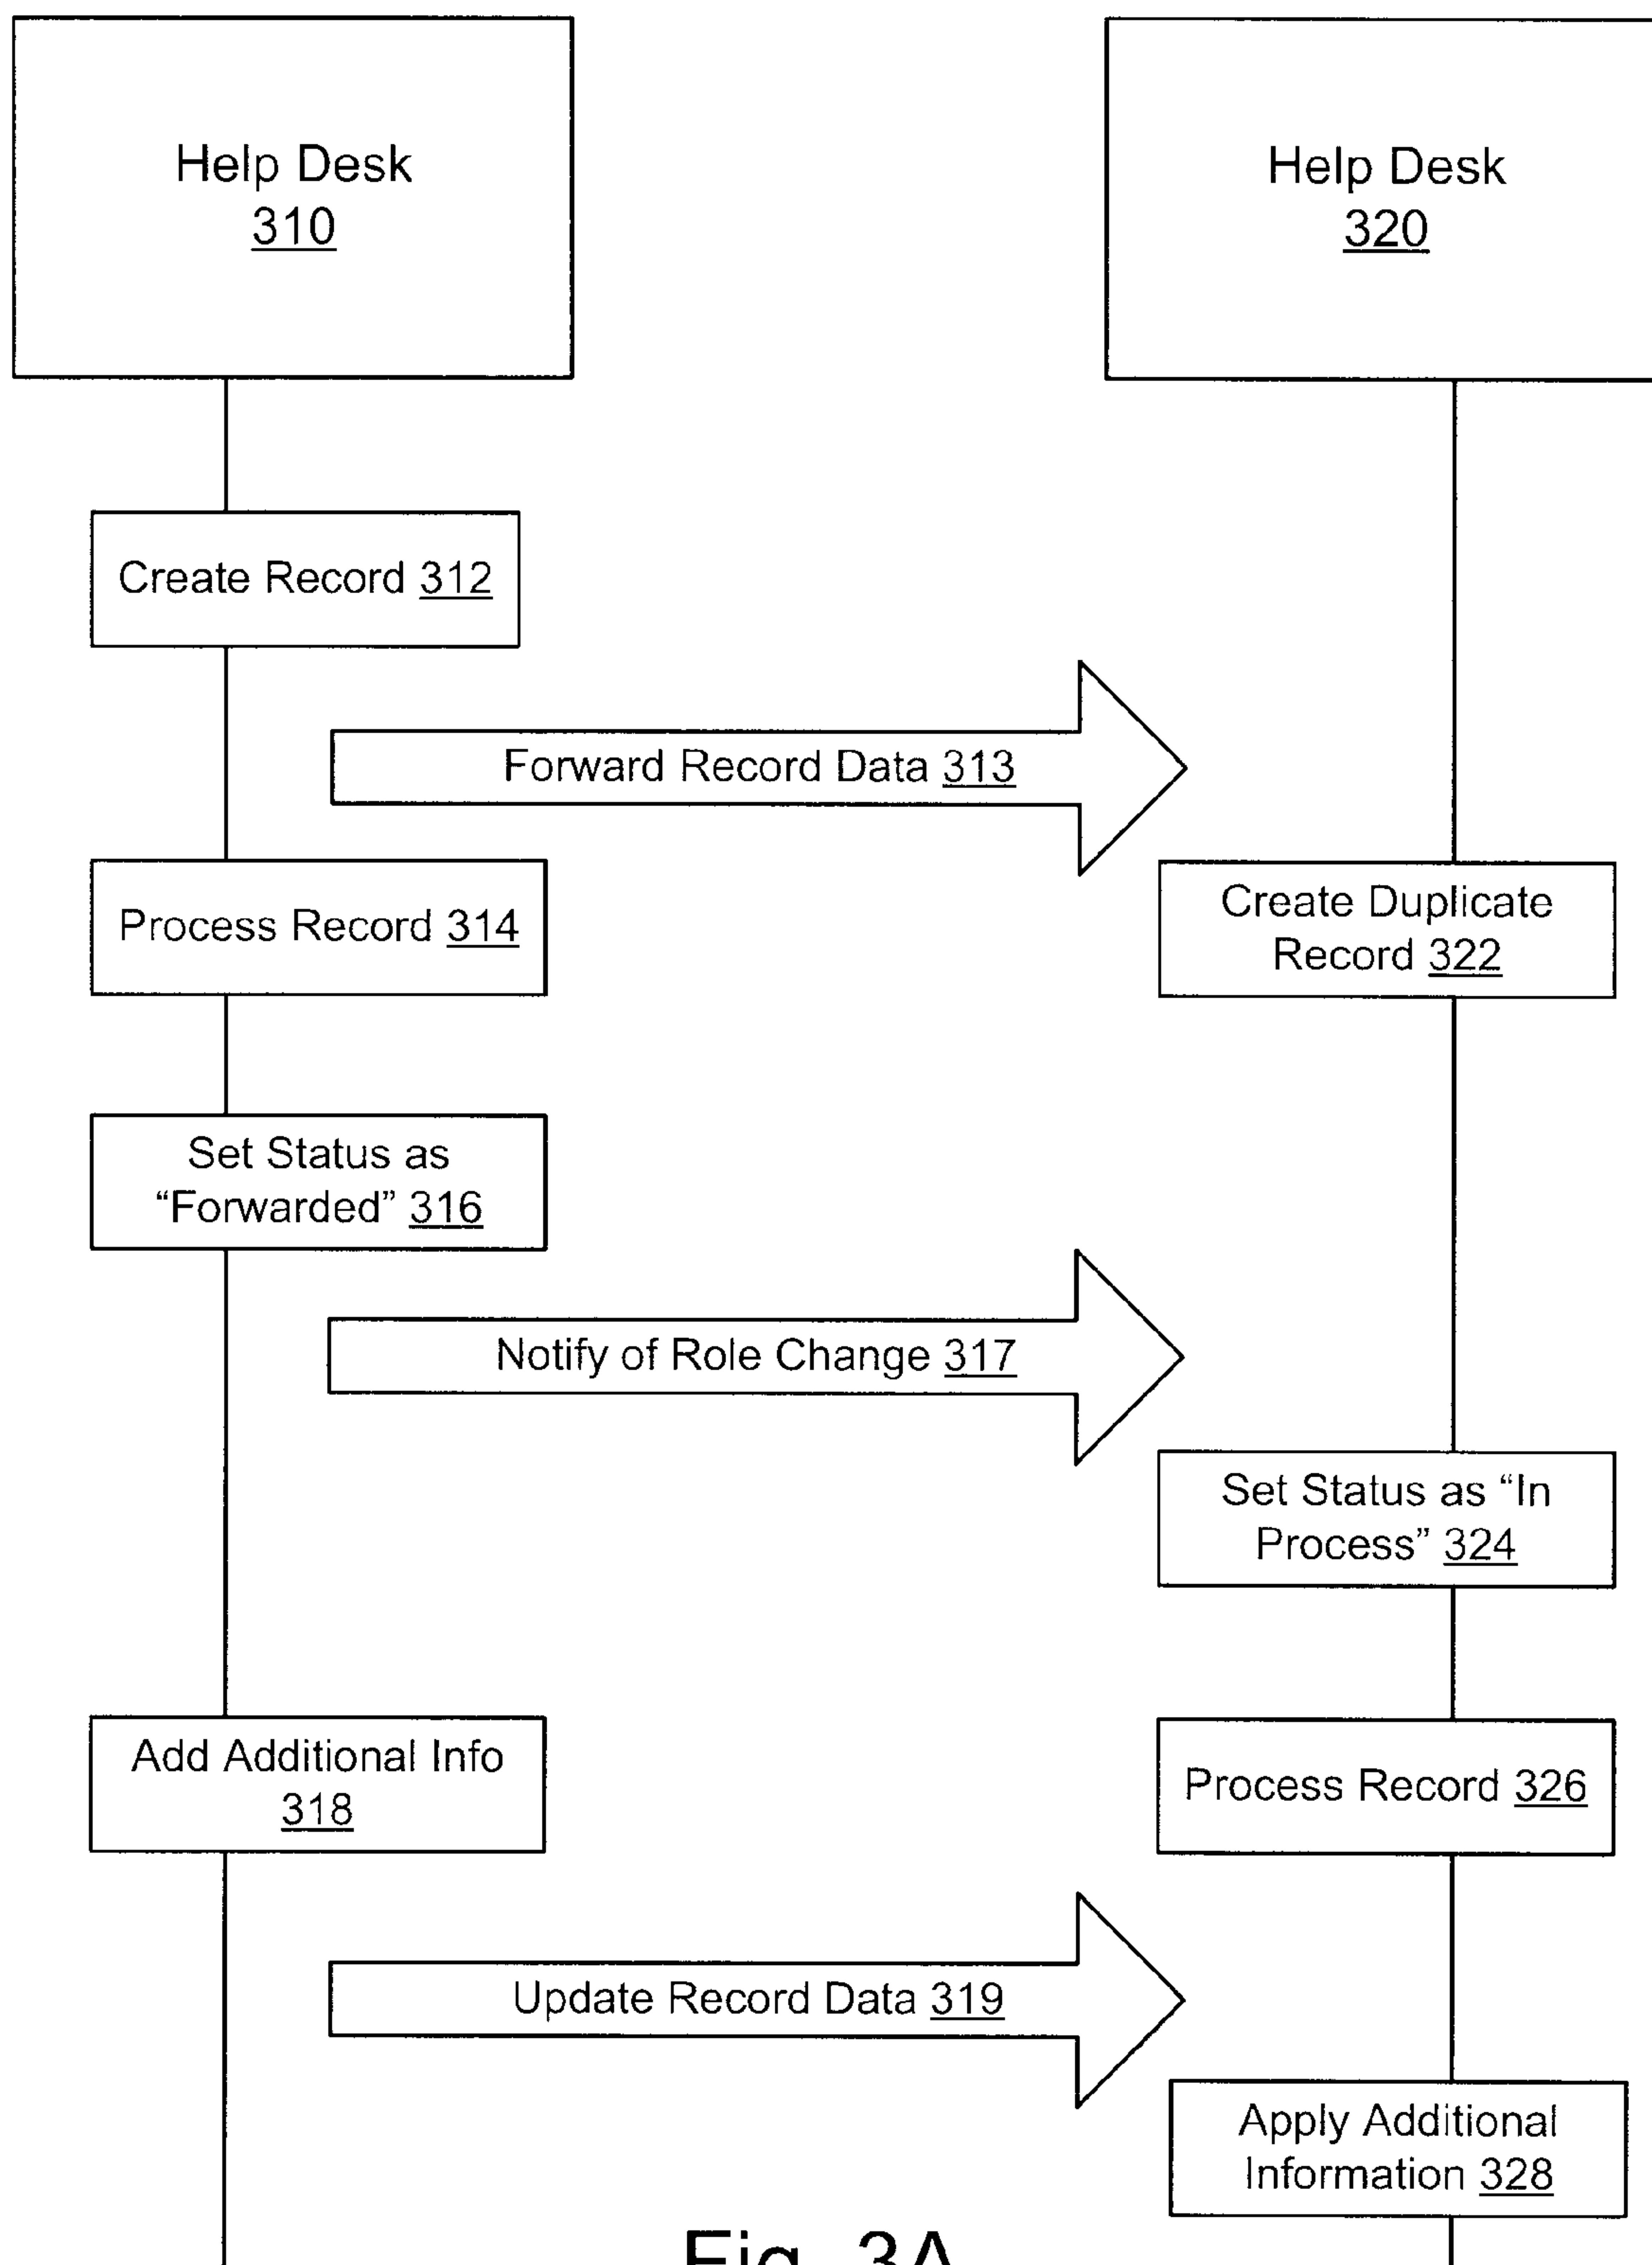 Help Desk
310
Help Desk
320
Create Record 312
Forward Record Data 313
Process Record 314
Create Duplicate
Record 322
Set Status as
“Forwarded” 316
Notify of Role Change 317
Set Status as “In
Process” 324
Add Additional Info
318
Process Record 326
Update Record Data 319
Apply Additional
Information 328
Fig. 3A